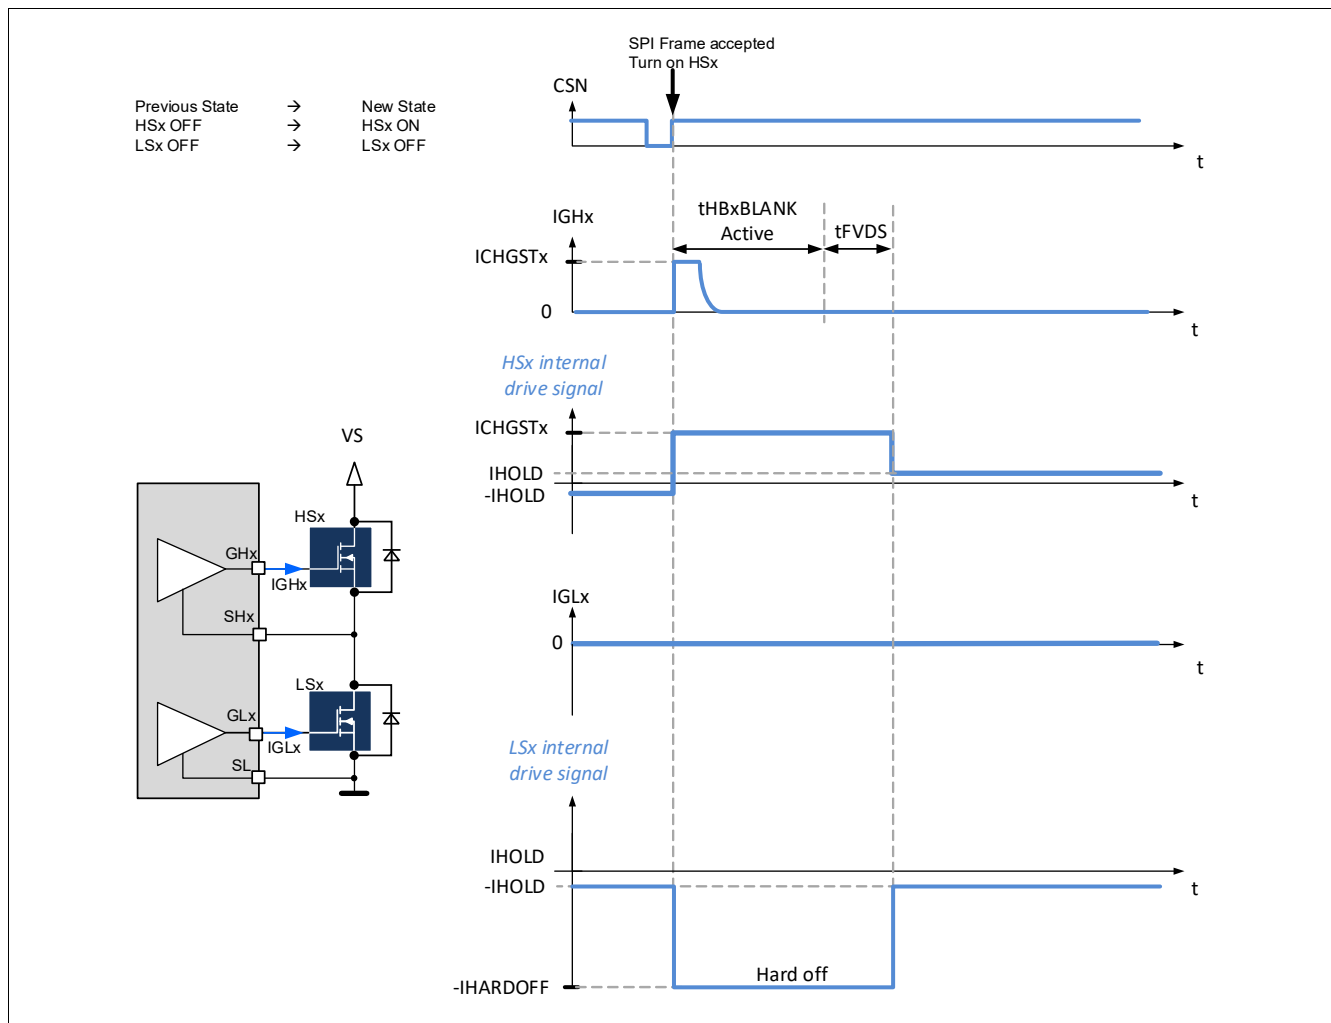 SPI Frame accepted
Turn on HSx
CSN
Previous State → New State
HSx OFF → HSx ON
LSx OFF → LSx OFF
t
IGHx
tHBxBLANK
Active
tFVDS
ICHGSTx
0
t
HSx internal
drive signal
ICHGSTx
IHOLD
-IHOLD
t
VS
HSx
GHx
IGHx
SHx
LSx
GLx
IGLx
SL
IGLx
0
t
LSx internal
drive signal
IHOLD
-IHOLD
t
Hard off
-IHARDOFF